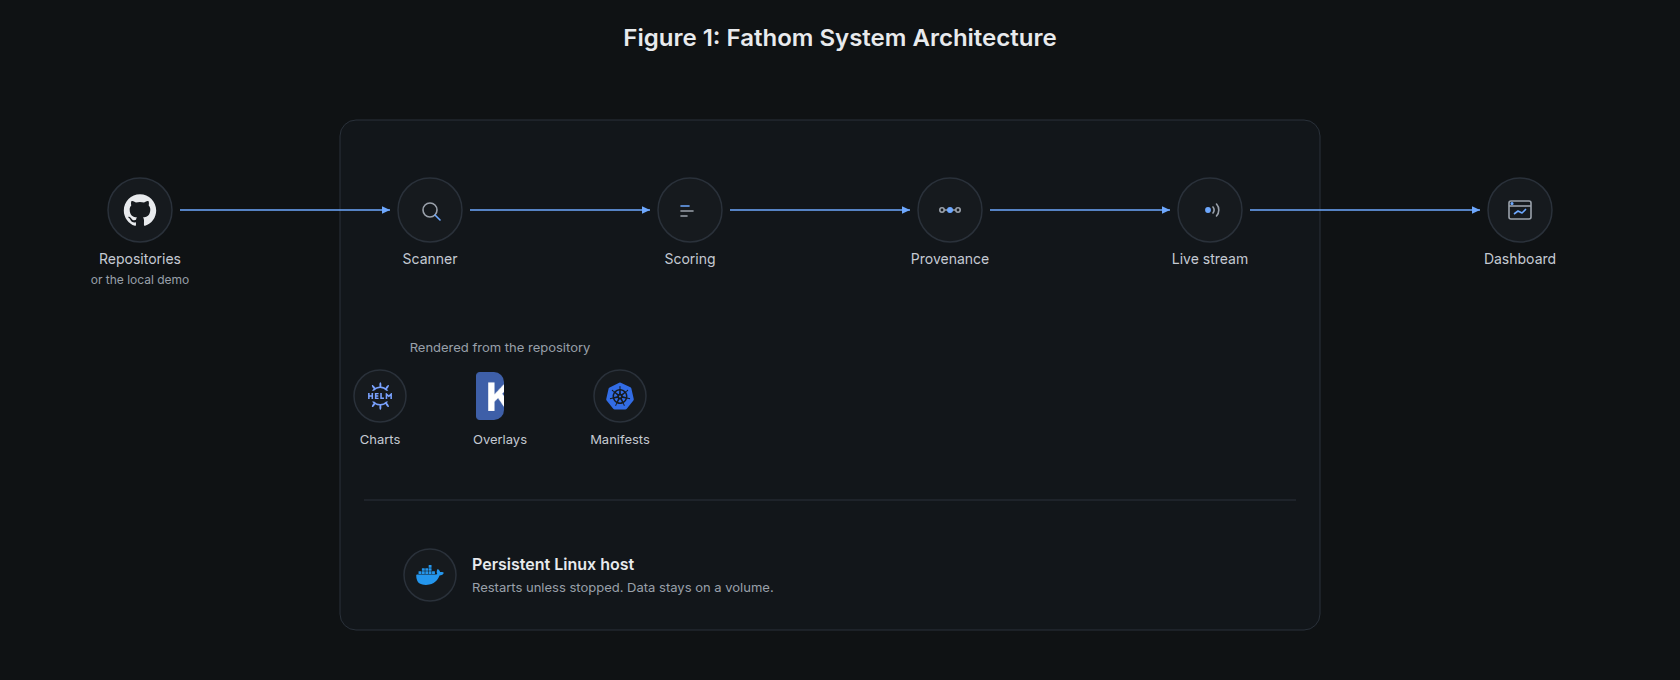 Figure 1: Fathom System Architecture
Repositories
or the local demo
Scanner
Scoring
Provenance
Live stream
Dashboard
Rendered from the repository
HELM
K
Charts
Overlays
Manifests
Persistent Linux host
Restarts unless stopped. Data stays on a volume.